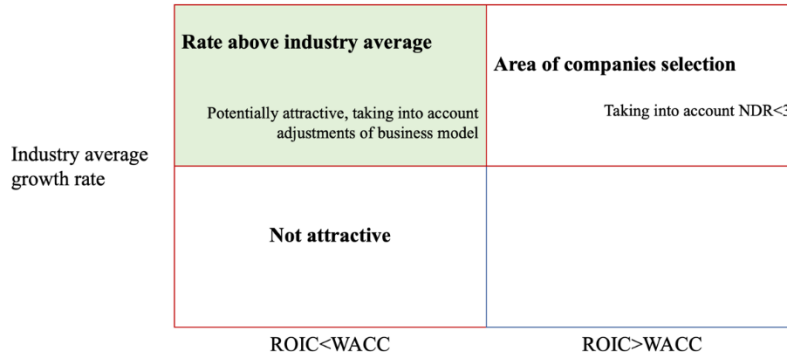 Rate above industry average
Area of companies selection
Potentially attractive, taking into account
adjustments of business model
Taking into account NDR<3
Industry average
growth rate
Not attractive
ROIC<WACC
ROIC>WACC